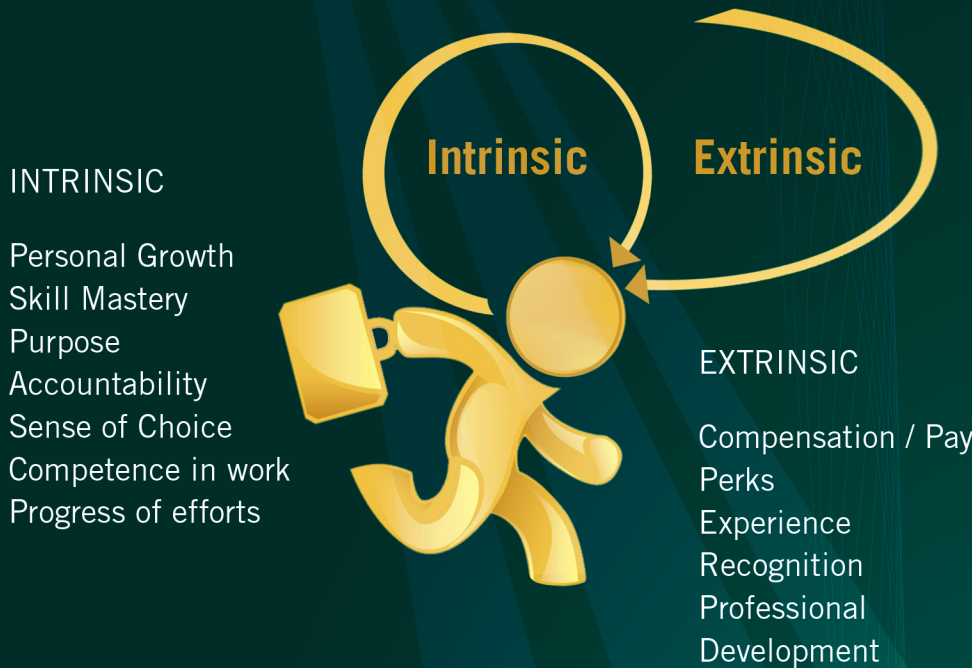 Intrinsic
Extrinsic
INTRINSIC
Personal Growth
Skill Mastery
Purpose
Accountability
Sense of Choice
Competence in work
Progress of efforts
EXTRINSIC
Compensation / Pay
Perks
Experience
Recognition
Professional
Development